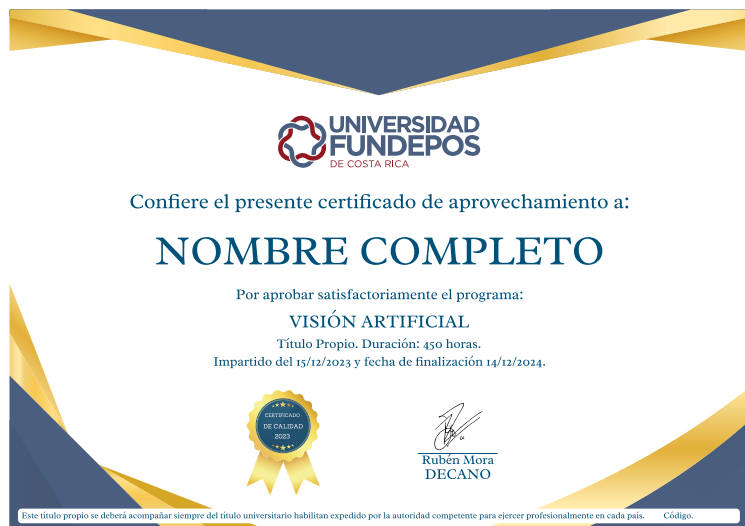 UNIVERSIDAD
FUNDEPOS
DE COSTA RICA
Confiere el presente certificado de aprovechamiento a:
NOMBRE COMPLETO
Por aprobar satisfactoriamente el programa:
VISIÓN ARTIFICIAL
Título Propio. Duración: 450 horas.
Impartido del 15/12/2023 y fecha de finalización 14/12/2024.
CERTIFICADO
DE CALIDAD
2023
Rubén Mora
DECANO
Este título propio se deberá acompañar siempre del título universitario habilitan expedido por la autoridad competente para ejercer profesionalmente en cada país. Código.